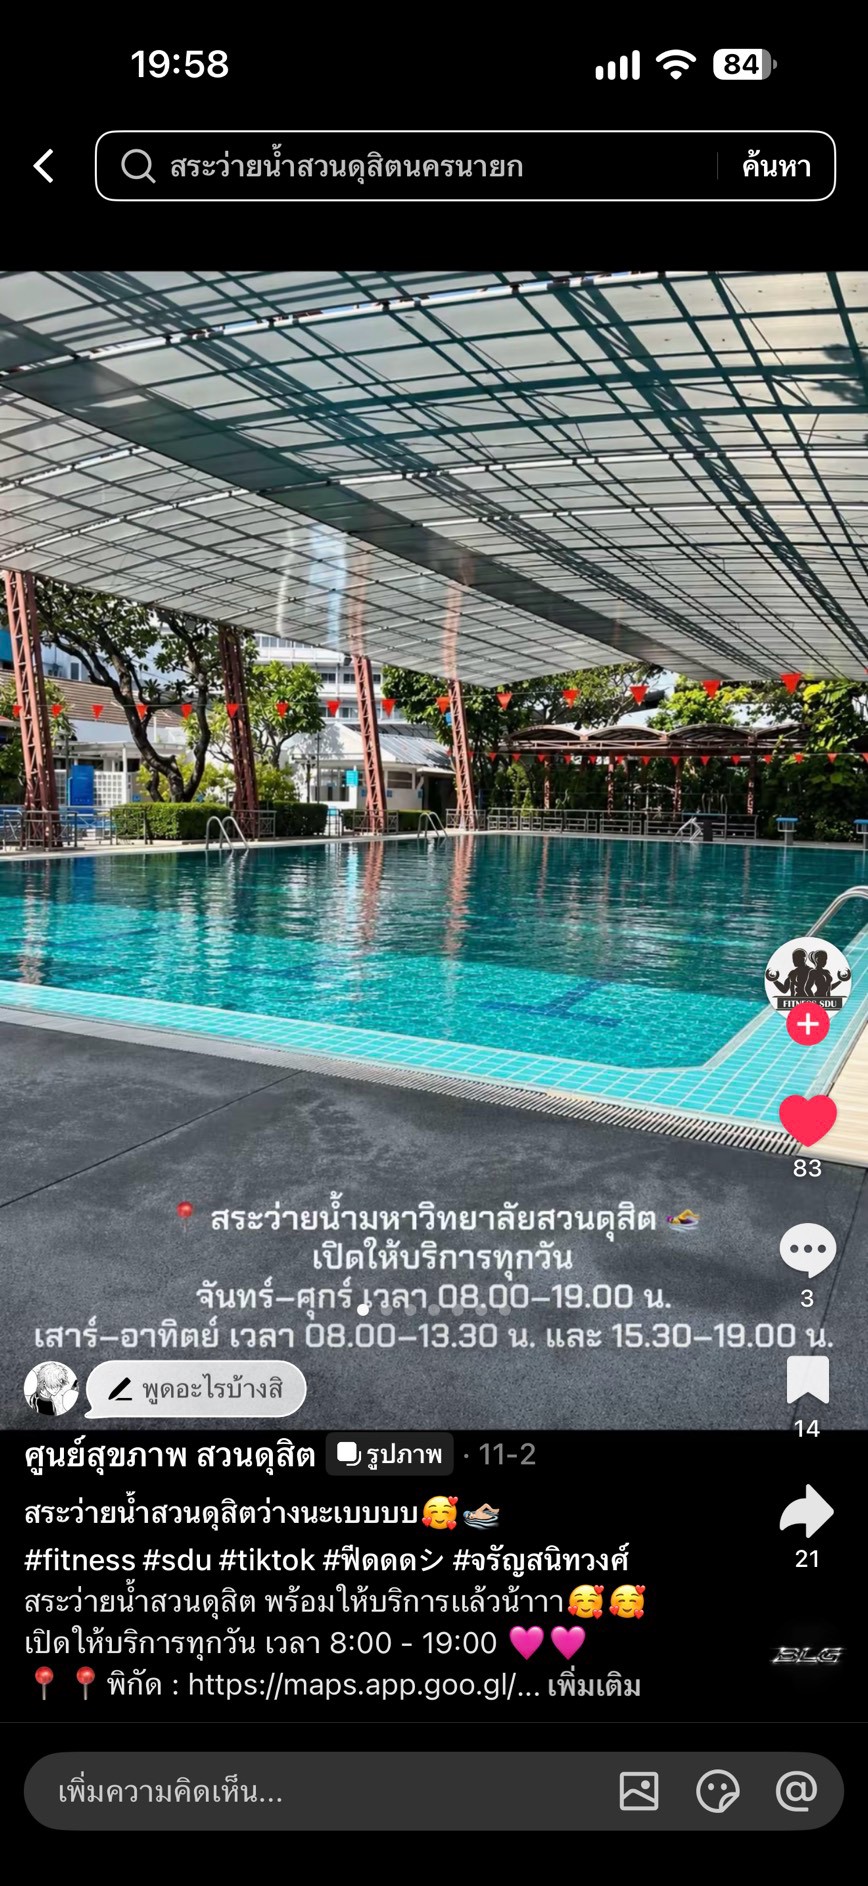 19:58
84
สระว่ายน้ำสวนดุสิตนครนายก
ค้นหา
FITNESS SDU
83
📍 สระว่ายน้ำมหาวิทยาลัยสวนดุสิต 🏊
เปิดให้บริการทุกวัน
จันทร์–ศุกร์ เวลา 08.00–19.00 น.
เสาร์–อาทิตย์ เวลา 08.00–13.30 น. และ 15.30–19.00 น.
3
พูดอะไรบ้างสิ
14
ศูนย์สุขภาพ สวนดุสิต รูปภาพ · 11-2
สระว่ายน้ำสวนดุสิตว่างนะเบบบบ🥰🏊
#fitness #sdu #tiktok #ฟีดดดシ #จรัญสนิทวงศ์
21
สระว่ายน้ำสวนดุสิต พร้อมให้บริการแล้วน้าาา🥰🥰
เปิดให้บริการทุกวัน เวลา 8:00 - 19:00 💗💗
📍 📍 พิกัด : https://maps.app.goo.gl/... เพิ่มเติม
BLG
เพิ่มความคิดเห็น...